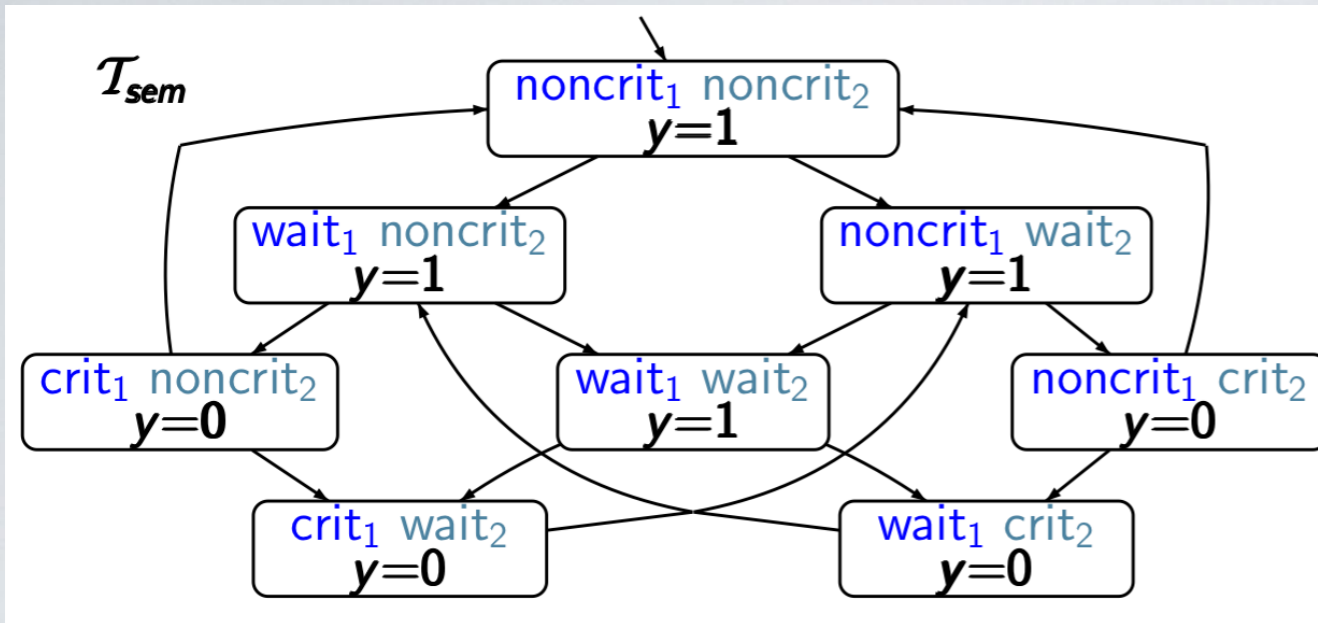 𝒯sem
noncrit₁ noncrit₂
y=1
wait₁ noncrit₂
y=1
noncrit₁ wait₂
y=1
crit₁ noncrit₂
y=0
wait₁ wait₂
y=1
noncrit₁ crit₂
y=0
crit₁ wait₂
y=0
wait₁ crit₂
y=0